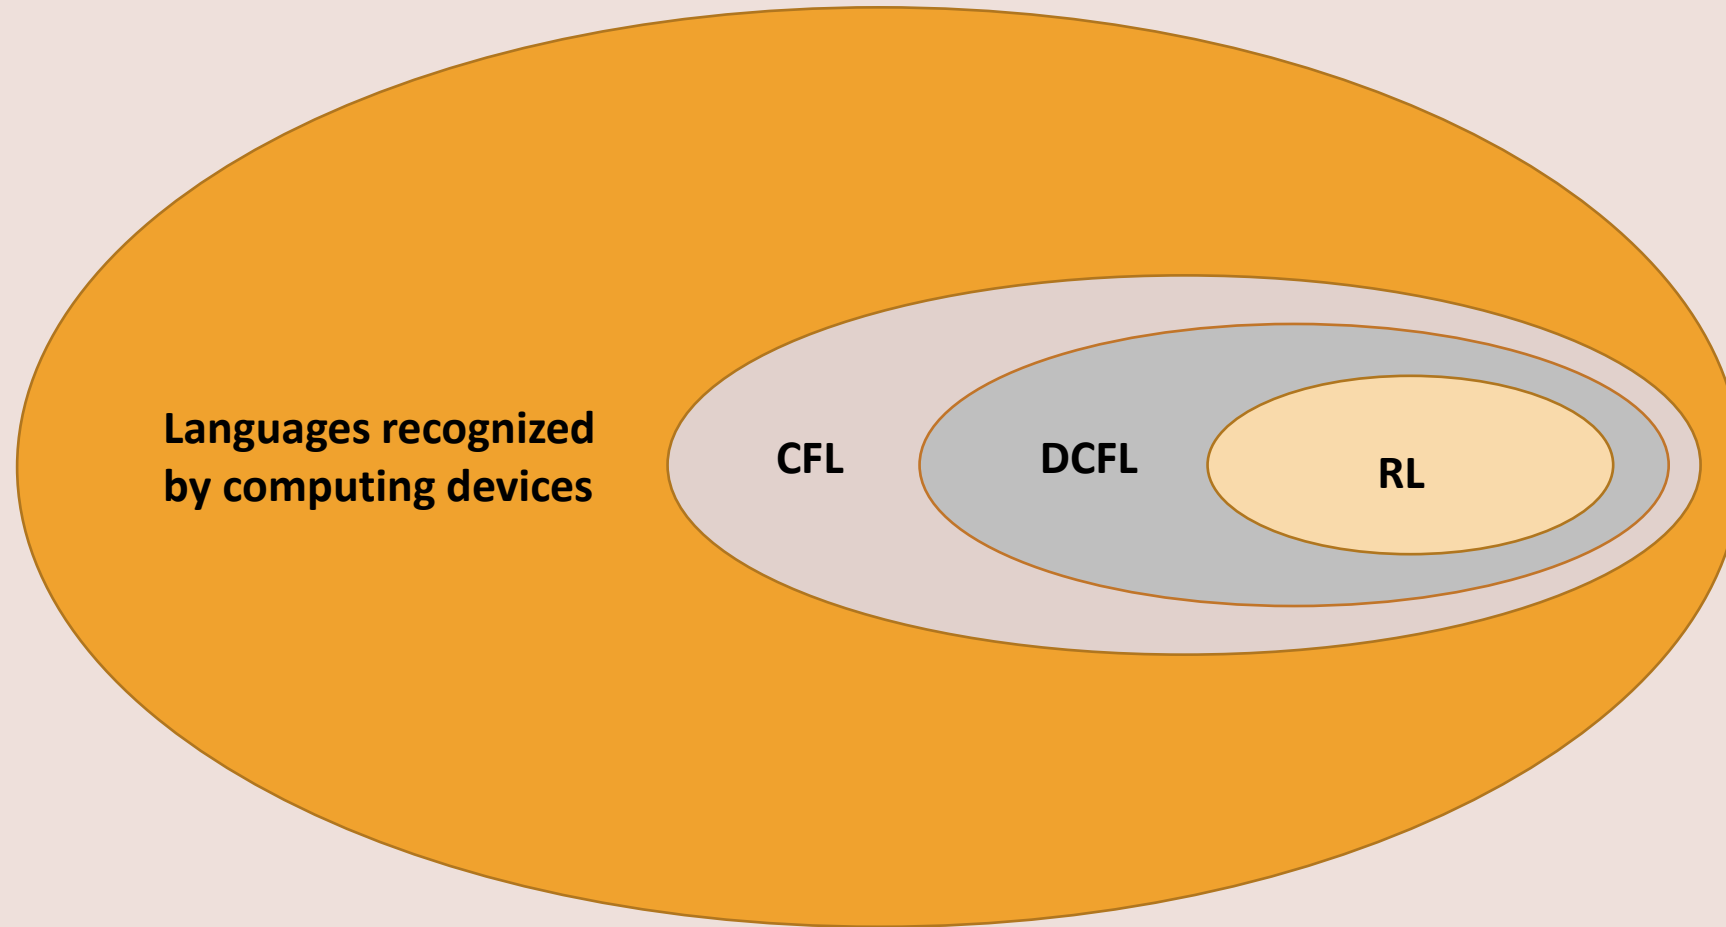 Languages recognized
by computing devices
CFL
DCFL
RL